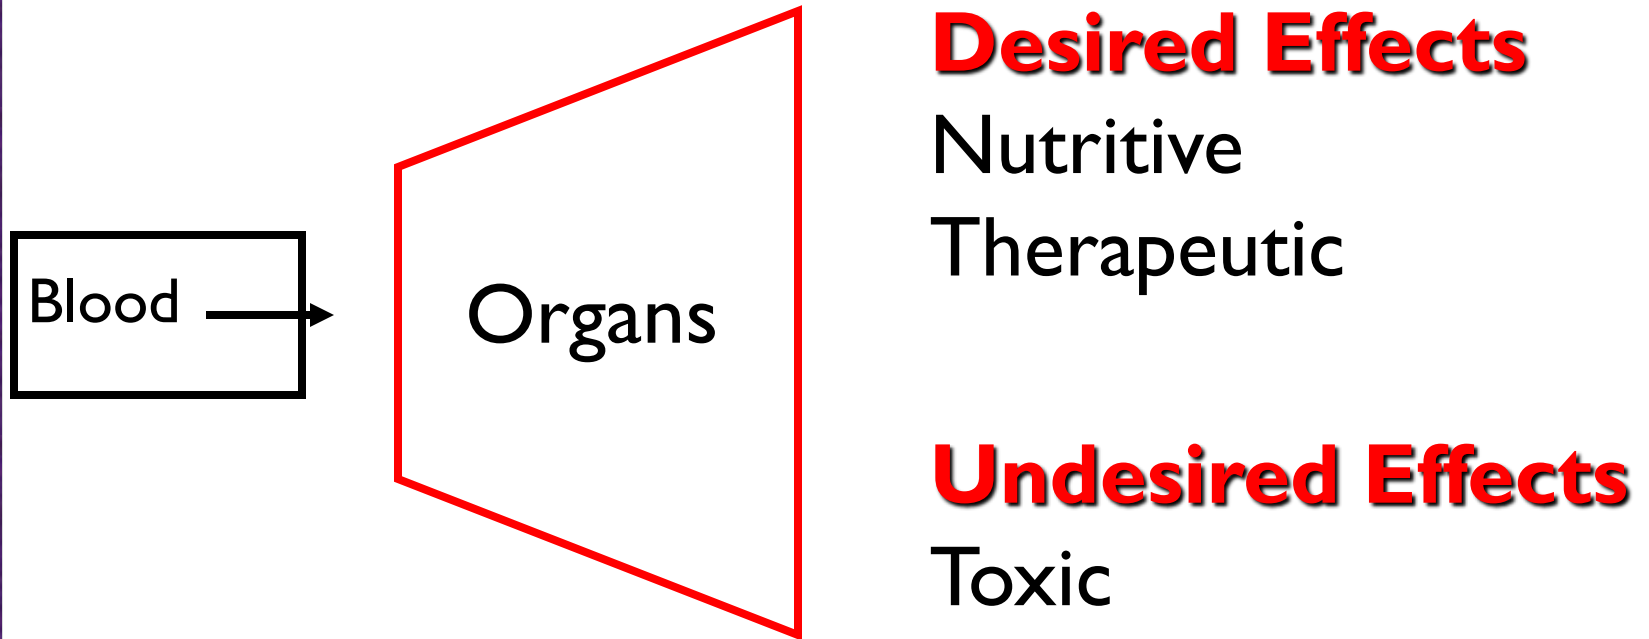 Blood
Organs
Desired Effects
Nutritive
Therapeutic
Undesired Effects
Toxic